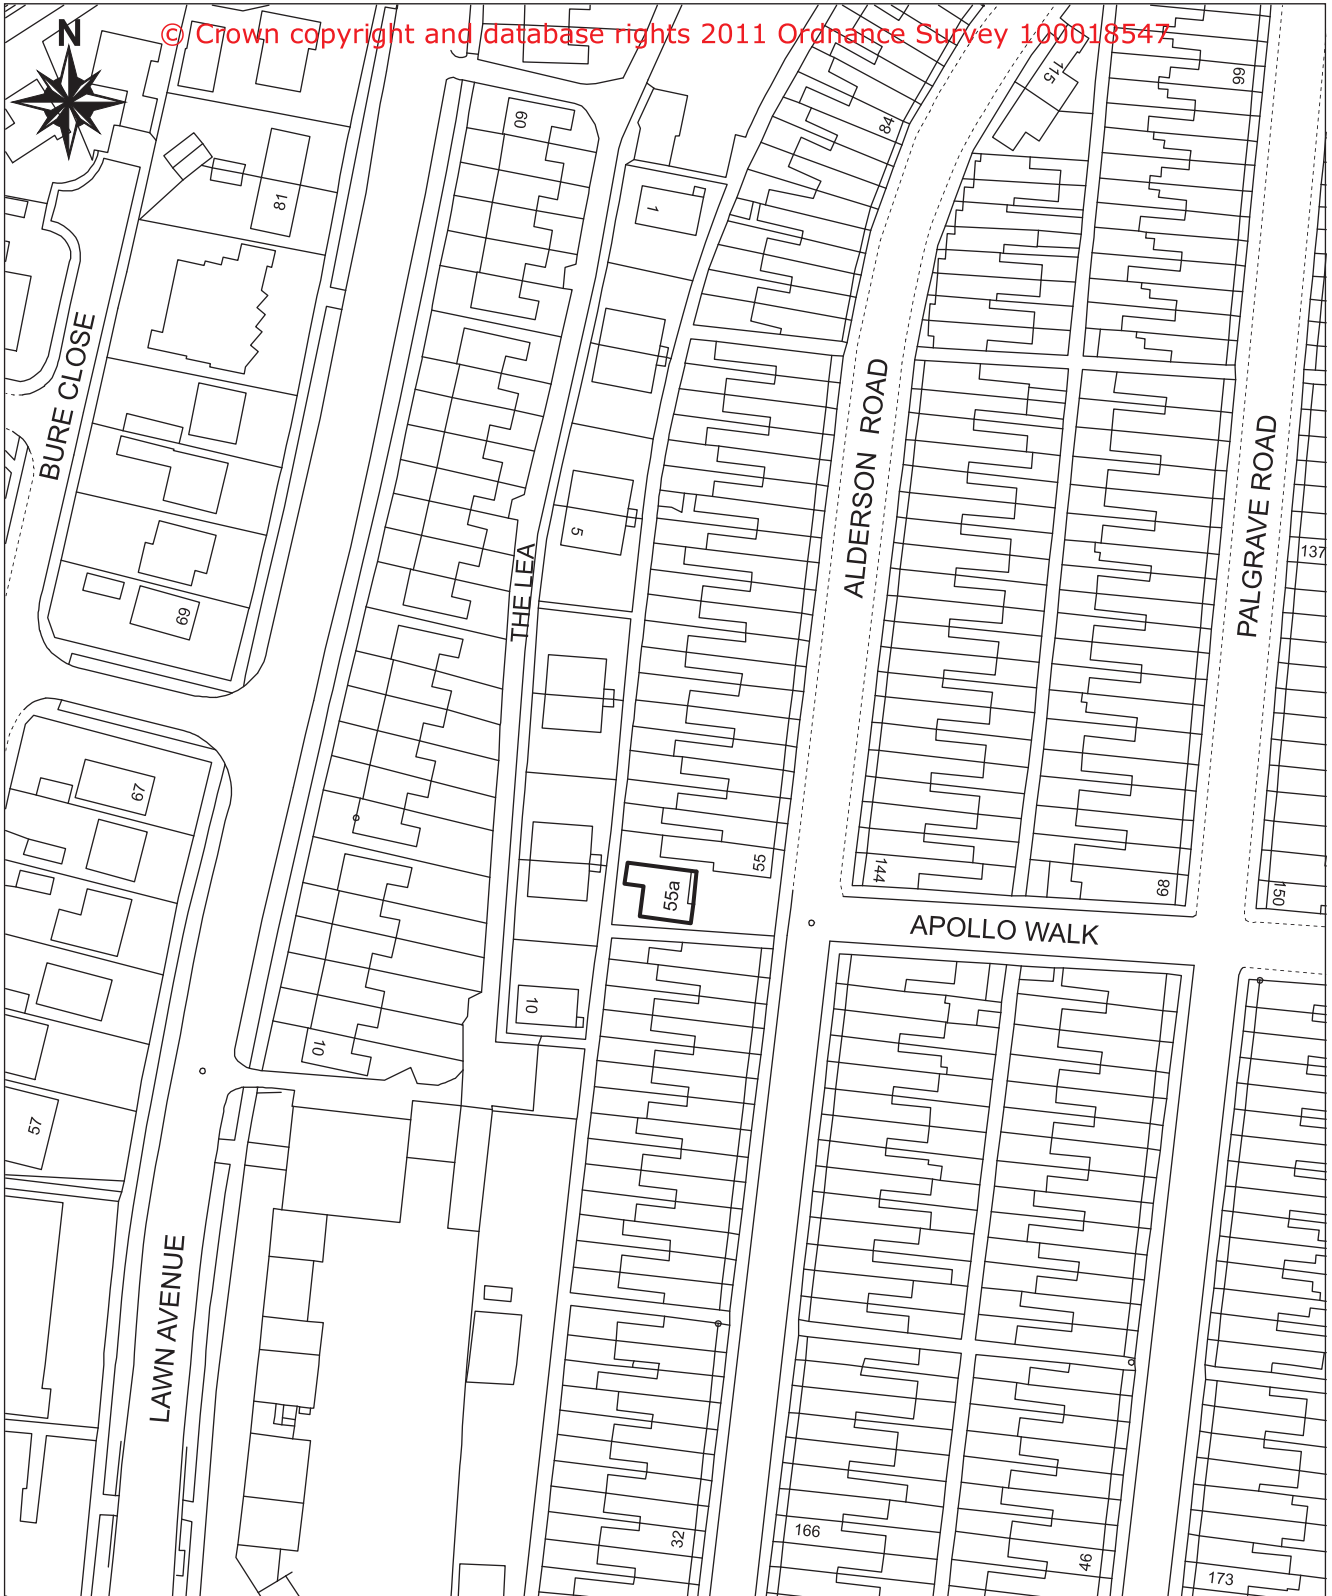 N
© Crown copyright and database rights 2011 Ordnance Survey 100018547
115
66
60
84
81
1
BURE CLOSE
ALDERSON ROAD
PALGRAVE ROAD
5
THE LEA
137
69
67
55
144
55a
89
150
APOLLO WALK
10
10
57
LAWN AVENUE
32
166
46
173